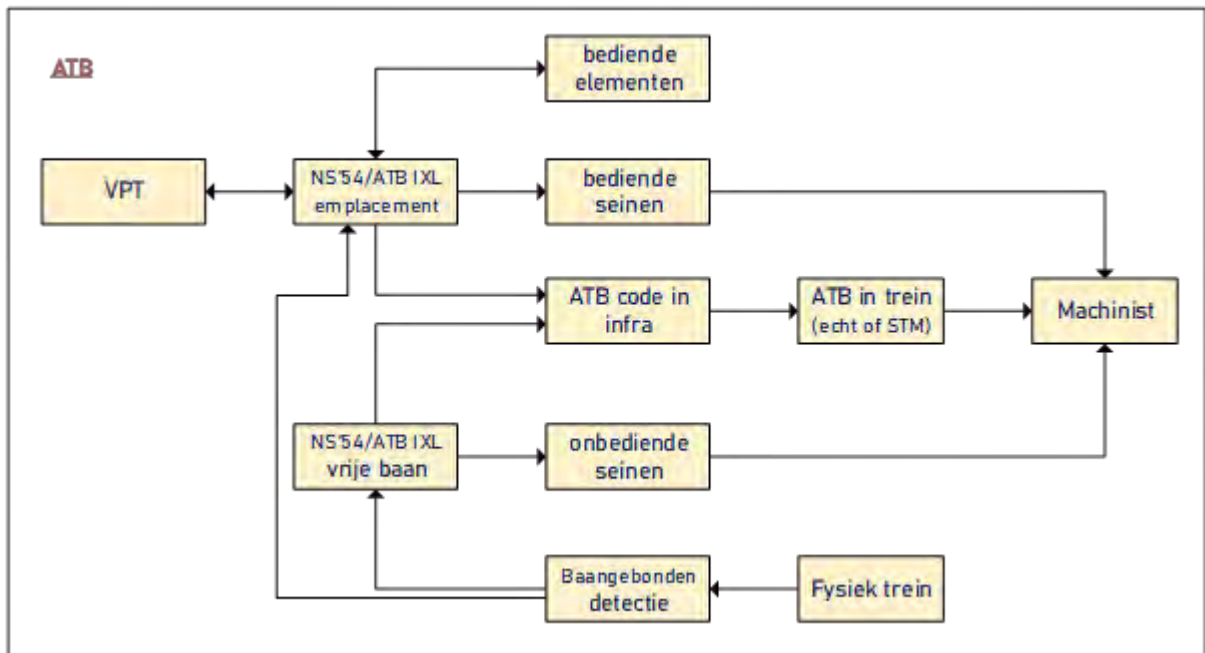 ATB
bediende
elementen
VPT
NS'54/ATB IXL
emplacement
bediende
seinen
ATB code in
infra
ATB in trein
(echt of STM)
Machinist
NS'54/ATB IXL
vrije baan
onbediende
seinen
Baangebonden
detectie
Fysiek trein